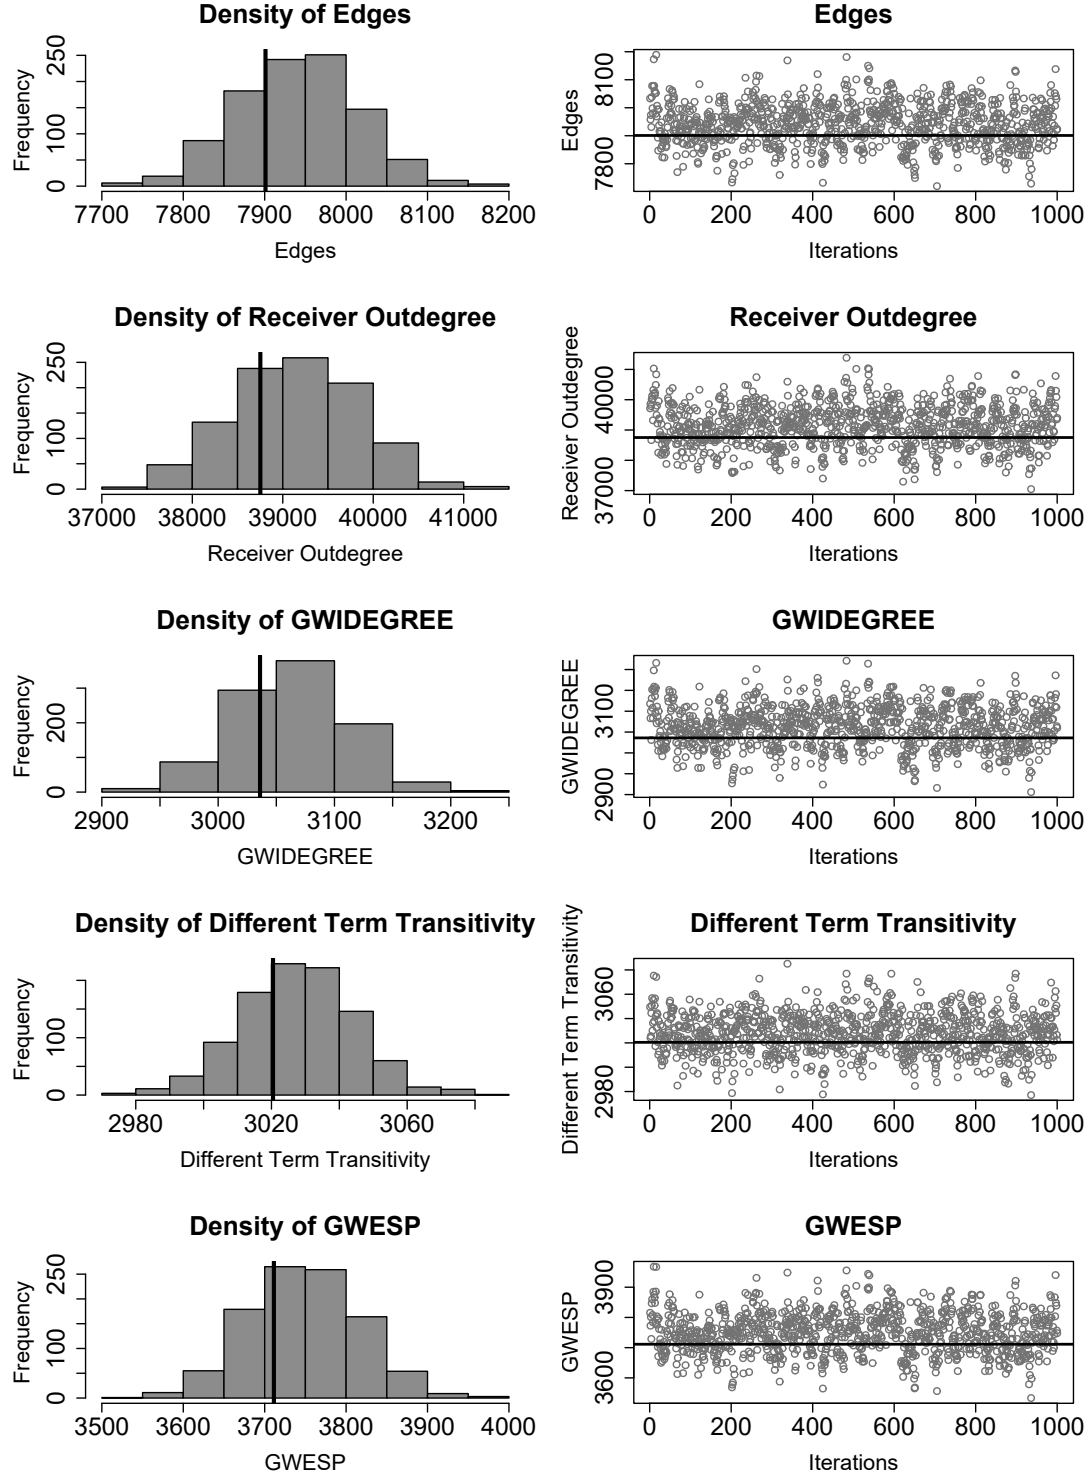 Density of Edges
Frequency
0 100 250
7700 7800 7900 8000 8100 8200
Edges
Edges
Edges
7800 8100
0 200 400 600 800 1000
Iterations
Density of Receiver Outdegree
Frequency
0 100 250
37000 38000 39000 40000 41000
Receiver Outdegree
Receiver Outdegree
Receiver Outdegree
37000 40000
0 200 400 600 800 1000
Iterations
Density of GWIDEGREE
Frequency
0 200
2900 3000 3100 3200
GWIDEGREE
GWIDEGREE
GWIDEGREE
2900 3100
0 200 400 600 800 1000
Iterations
Density of Different Term Transitivity
Frequency
0 100
2980 3020 3060
Different Term Transitivity
Different Term Transitivity
Different Term Transitivity
2980 3060
0 200 400 600 800 1000
Iterations
Density of GWESP
Frequency
0 100 250
3500 3600 3700 3800 3900 4000
GWESP
GWESP
GWESP
3600 3900
0 200 400 600 800 1000
Iterations